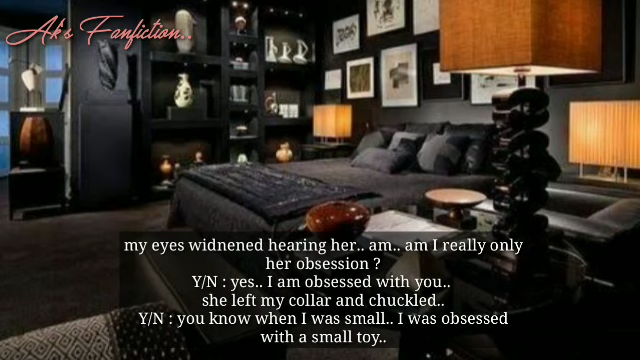 Ak's Fanfiction..
my eyes widnened hearing her.. am.. am I really only
her obsession ?
Y/N : yes.. I am obsessed with you..
she left my collar and chuckled..
Y/N : you know when I was small.. I was obsessed
with a small toy..